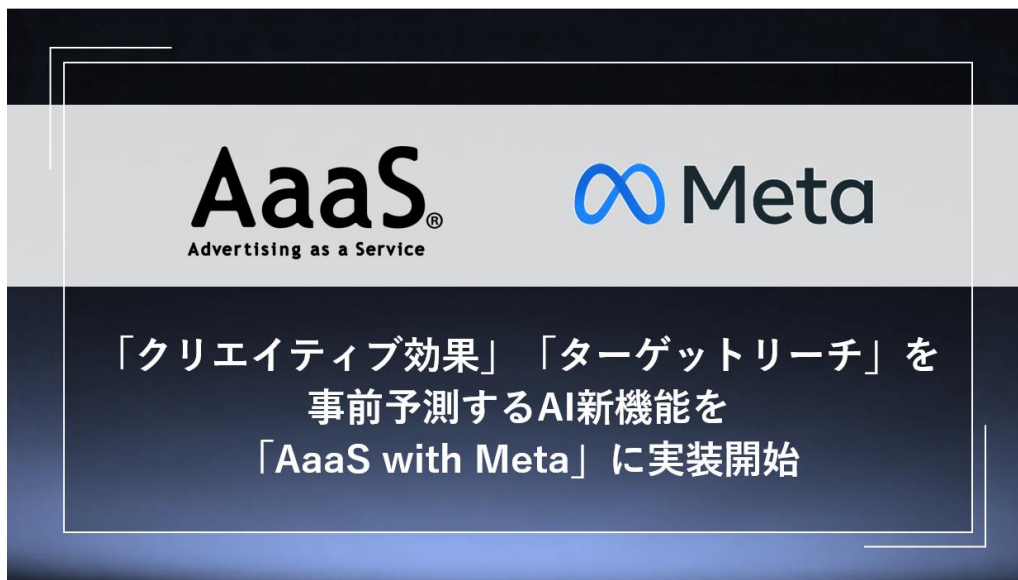 AaaS®
Advertising as a Service
Meta
「クリエイティブ効果」「ターゲットリーチ」を
事前予測するAI新機能を
「AaaS with Meta」に実装開始